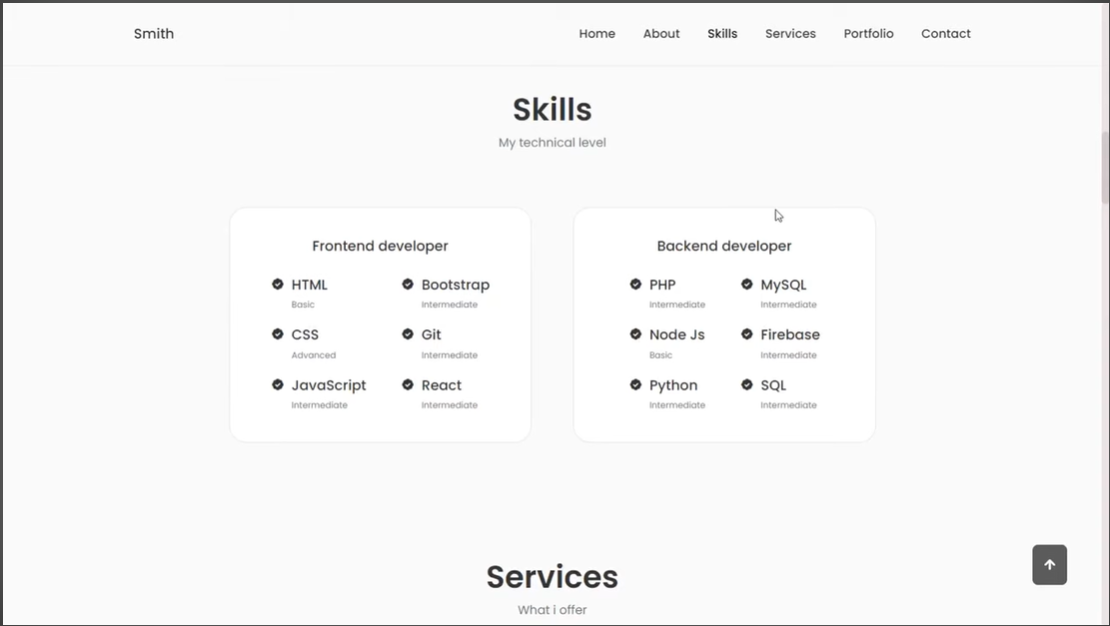 Smith
Home About Skills Services Portfolio Contact
Skills
My technical level
Frontend developer
HTML Bootstrap
Basic Intermediate
CSS Git
Advanced Intermediate
JavaScript React
Intermediate Intermediate
Backend developer
PHP MySQL
Intermediate Intermediate
Node Js Firebase
Basic Intermediate
Python SQL
Intermediate Intermediate
Services
What i offer